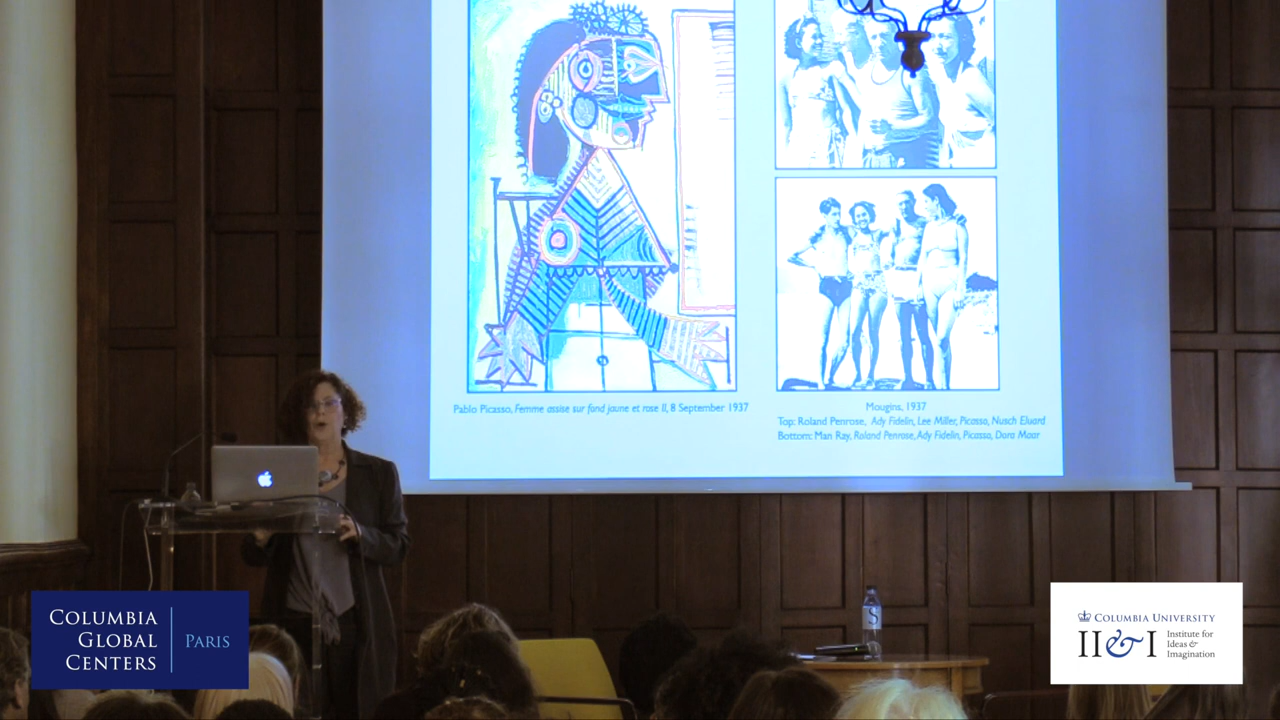 Pablo Picasso, Femme assise sur fond jaune et rose II, 8 September 1937
Mougins, 1937
Top: Roland Penrose, Ady Fidelin, Lee Miller, Picasso, Nusch Eluard
Bottom: Man Ray, Roland Penrose, Ady Fidelin, Picasso, Dora Maar
COLUMBIA
GLOBAL
CENTERS
PARIS
COLUMBIA UNIVERSITY
II&I
Institute for
Ideas &
Imagination
S